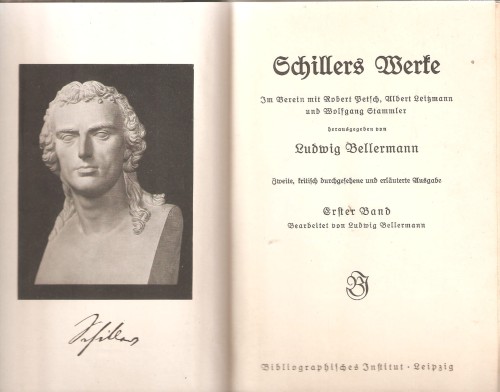 Schiller
Schillers Werke
Im Verein mit Robert Petsch, Albert Leitzmann
und Wolfgang Stammler
herausgegeben von
Ludwig Bellermann
Zweite, kritisch durchgesehene und erläuterte Ausgabe
Erster Band
Bearbeitet von Ludwig Bellermann
Bibliographisches Institut · Leipzig